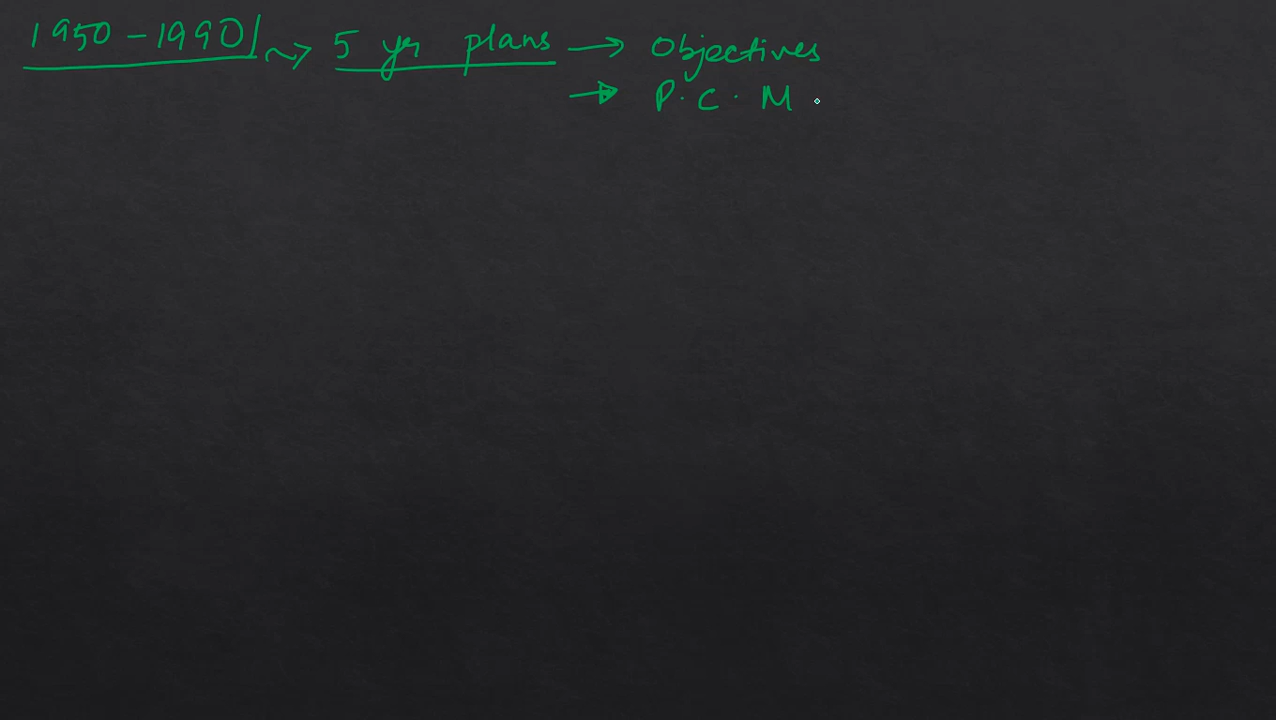 1950 - 1990 ~> 5 yr plans → Objectives
→ P. C. M